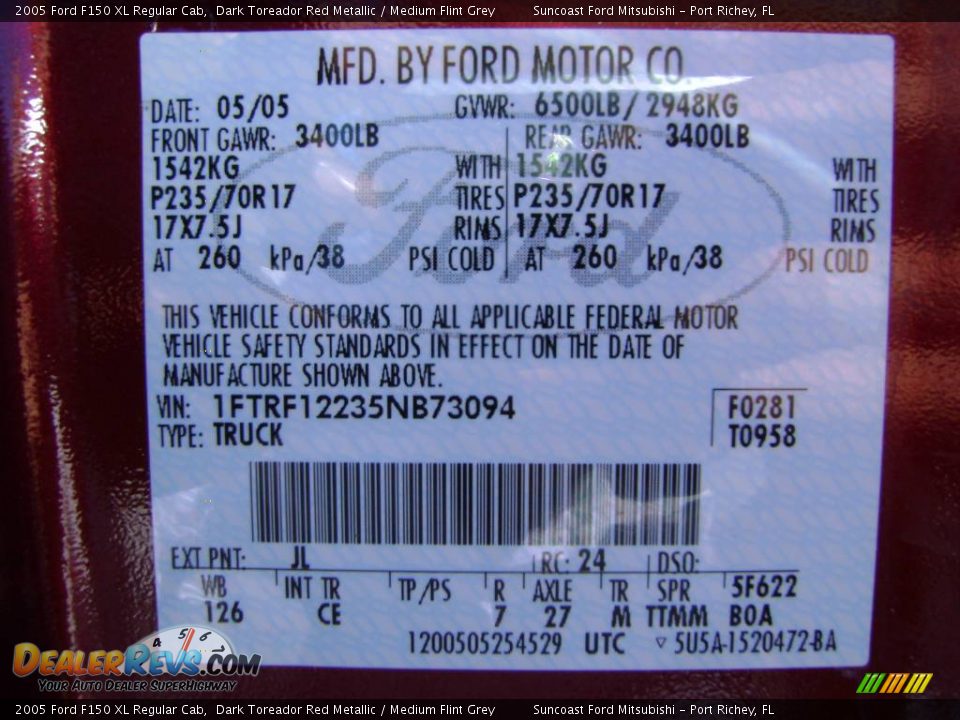 2005 Ford F150 XL Regular Cab,  Dark Toreador Red Metallic / Medium Flint Grey          Suncoast Ford Mitsubishi - Port Richey, FL
MFD. BY FORD MOTOR CO.
DATE: 05/05 GVWR: 6500LB/ 2948KG
FRONT GAWR: 3400LB REAR GAWR: 3400LB
1542KG WITH 1542KG WITH
P235/70R17 TIRES P235/70R17 TIRES
17X7.5J RIMS 17X7.5J RIMS
AT 260 kPa/38 PSI COLD AT 260 kPa/38 PSI COLD
Ford
THIS VEHICLE CONFORMS TO ALL APPLICABLE FEDERAL MOTOR
VEHICLE SAFETY STANDARDS IN EFFECT ON THE DATE OF
MANUFACTURE SHOWN ABOVE.
VIN: 1FTRF12235NB73094 F0281
TYPE: TRUCK T0958
EXT PNT: JL RC: 24 DSO:
WB INT TR TP/PS R AXLE TR SPR 5F622
126 CE 7 27 M TTMM BOA
1200505254529 UTC ▽ 5U5A-1520472-BA
4 5 6
DEALERREVS.COM
YOUR AUTO DEALER SUPERHIGHWAY
2005 Ford F150 XL Regular Cab,  Dark Toreador Red Metallic / Medium Flint Grey          Suncoast Ford Mitsubishi - Port Richey, FL